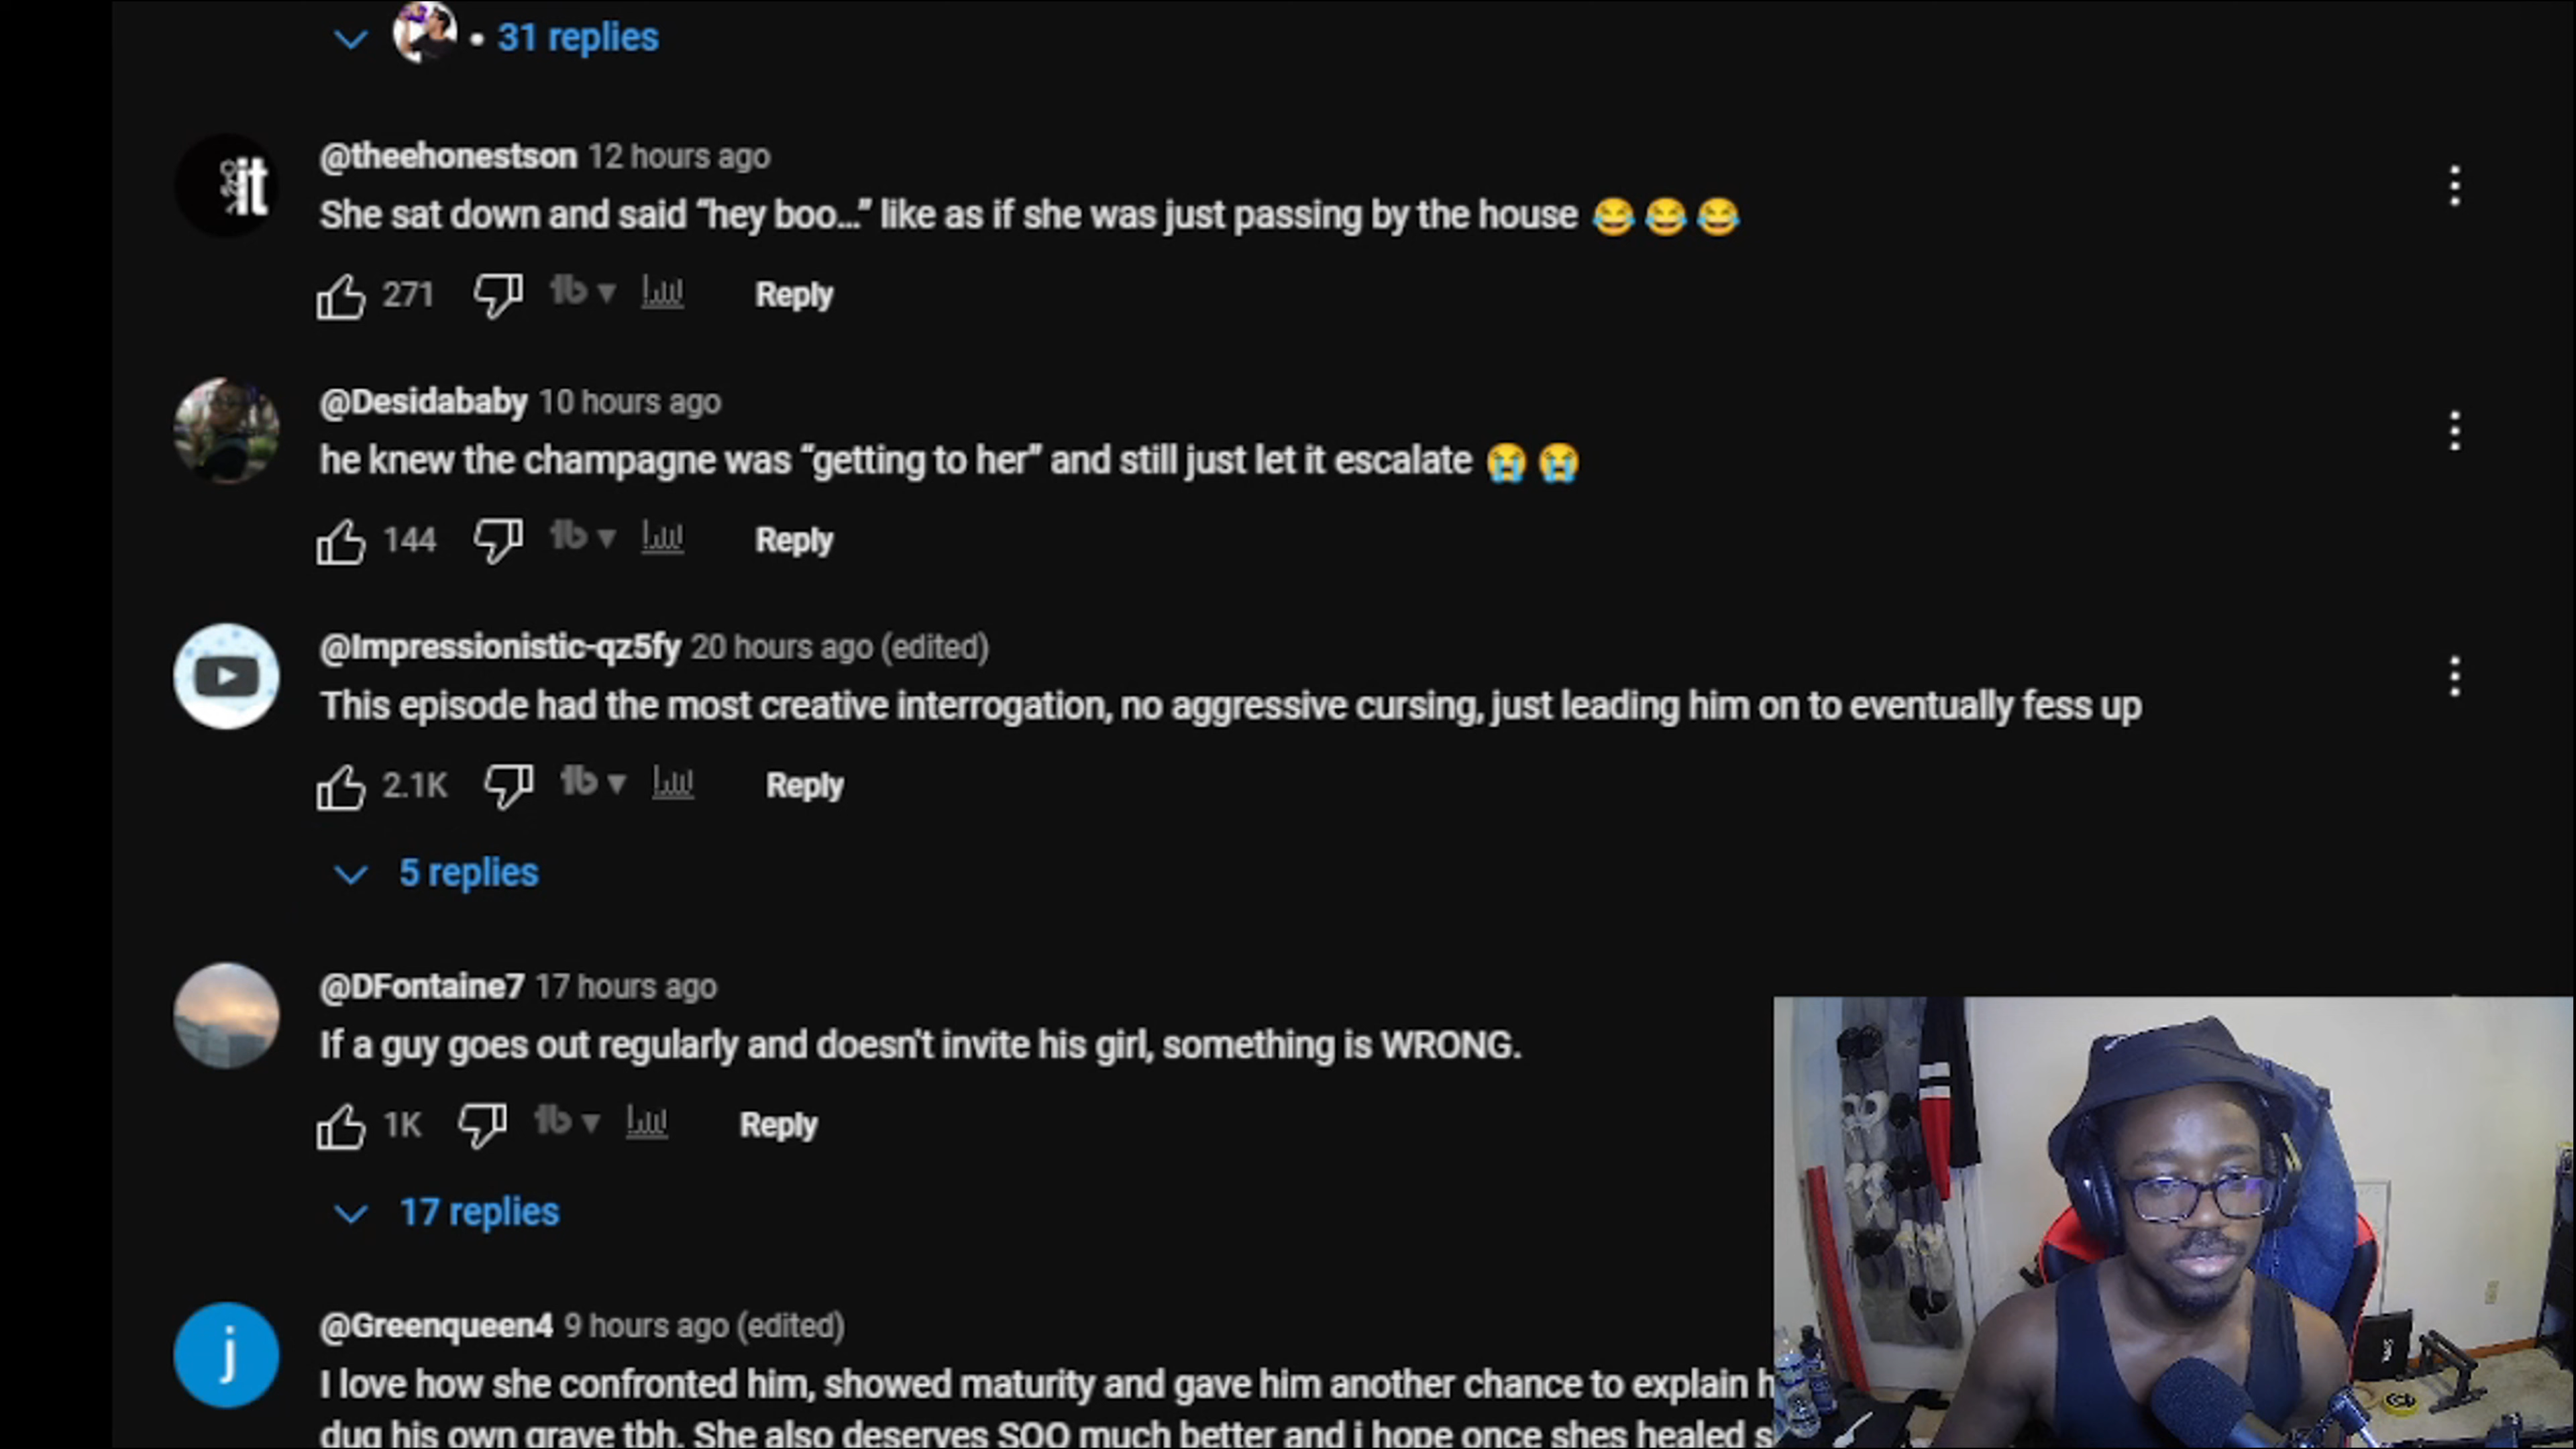 • 31 replies
it
@theehonestson 12 hours ago
She sat down and said “hey boo...” like as if she was just passing by the house 😂😂😂
271 Reply
@Desidababy 10 hours ago
he knew the champagne was “getting to her” and still just let it escalate 😭😭
144 Reply
@Impressionistic-qz5fy 20 hours ago (edited)
This episode had the most creative interrogation, no aggressive cursing, just leading him on to eventually fess up
2.1K Reply
5 replies
@DFontaine7 17 hours ago
If a guy goes out regularly and doesn't invite his girl, something is WRONG.
1K Reply
17 replies
j
@Greenqueen4 9 hours ago (edited)
I love how she confronted him, showed maturity and gave him another chance to explain
dug his own grave tbh. She also deserves SOO much better and i hope once shes healed